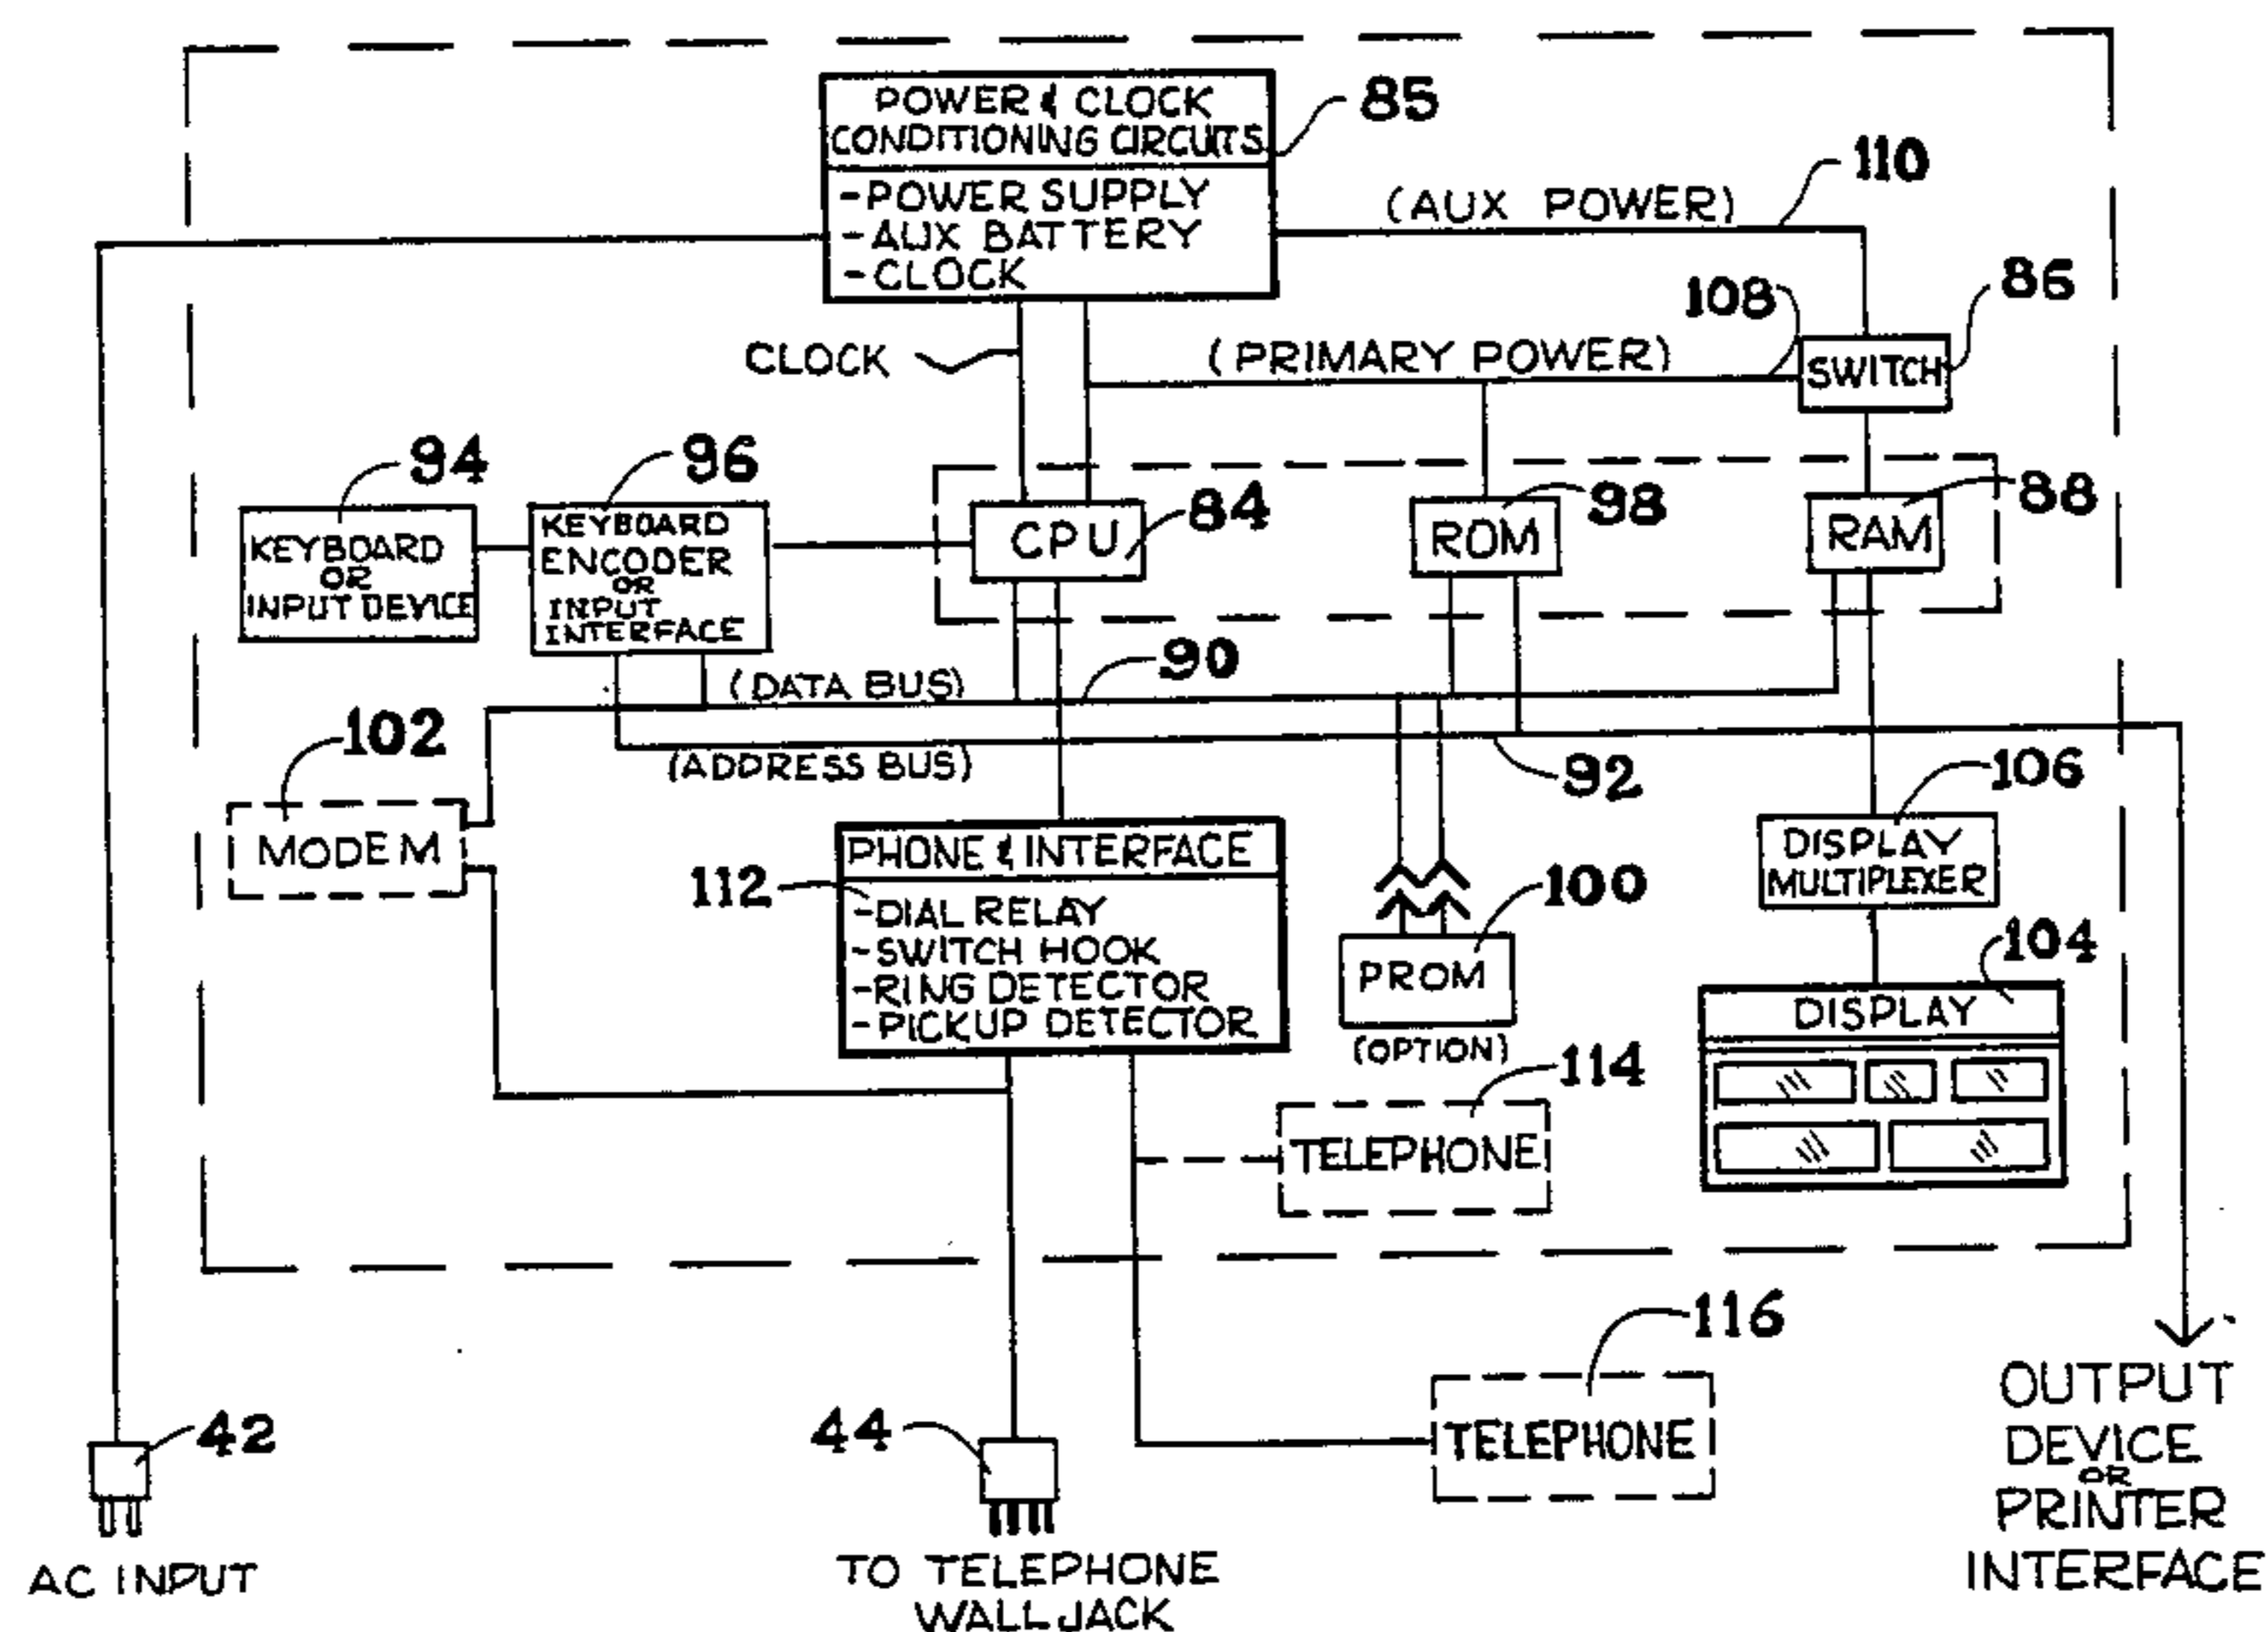 POWER & CLOCK
CONDITIONING CIRCUITS
-POWER SUPPLY
-AUX BATTERY
-CLOCK
85
(AUX POWER)
110
108
86
SWITCH
CLOCK
(PRIMARY POWER)
94
96
KEYBOARD
OR
INPUT DEVICE
KEYBOARD
ENCODER
OR
INPUT
INTERFACE
CPU
84
ROM
98
RAM
88
(DATA BUS)
90
(ADDRESS BUS)
92
102
MODEM
PHONE & INTERFACE
112
-DIAL RELAY
-SWITCH HOOK
-RING DETECTOR
-PICKUP DETECTOR
100
PROM
(OPTION)
106
DISPLAY
MULTIPLEXER
104
DISPLAY
114
TELEPHONE
116
TELEPHONE
42
AC INPUT
44
TO TELEPHONE
WALL JACK
OUTPUT
DEVICE
OR
PRINTER
INTERFACE